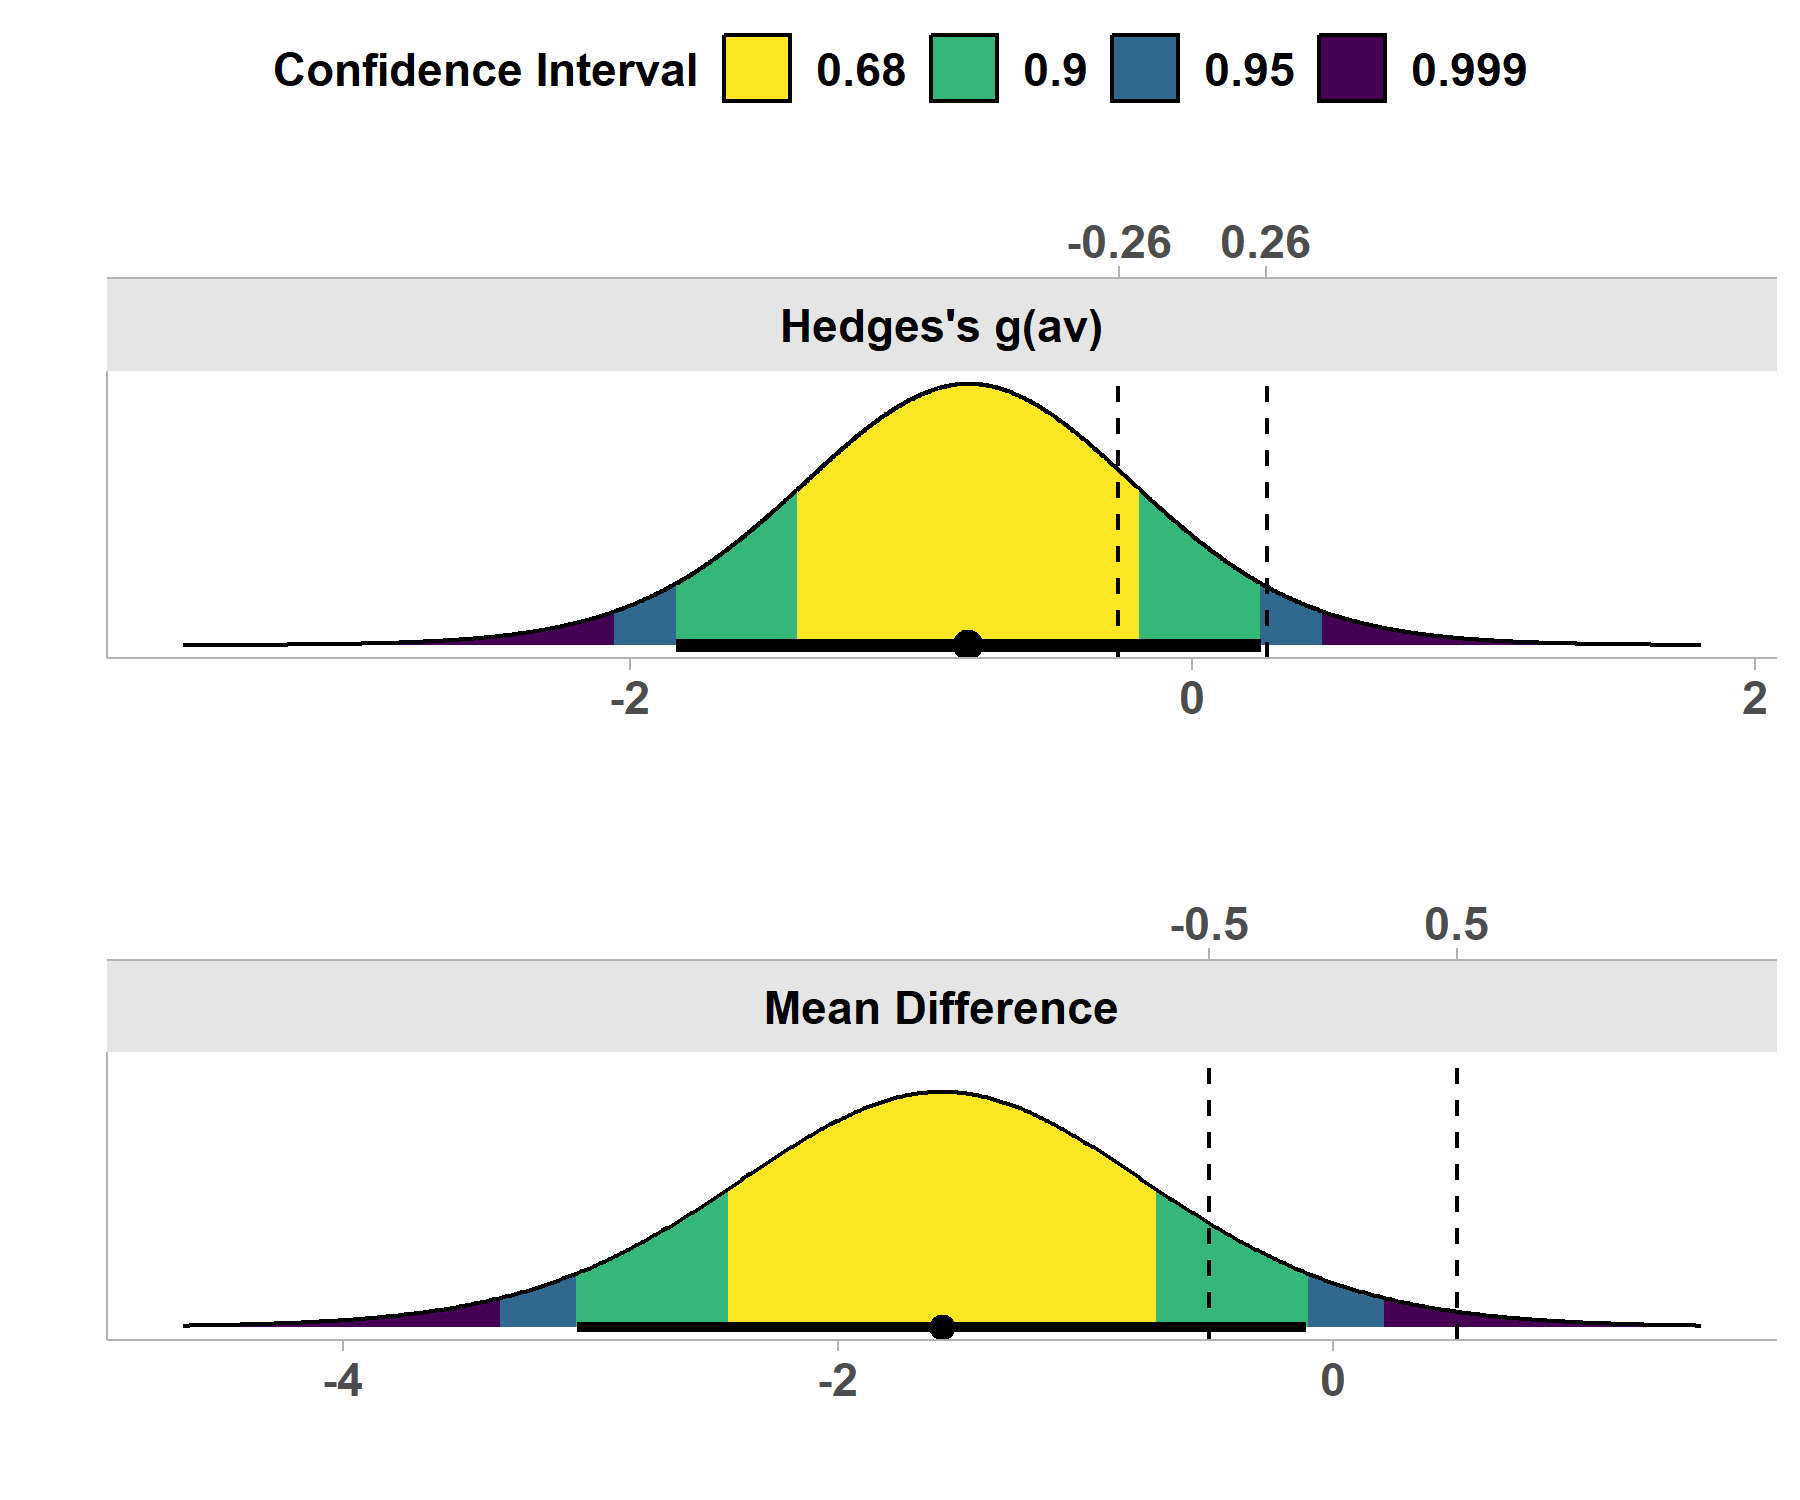 Confidence Interval 0.68 0.9 0.95 0.999
-0.26 0.26
Hedges's g(av)
-2 0 2
-0.5 0.5
Mean Difference
-4 -2 0